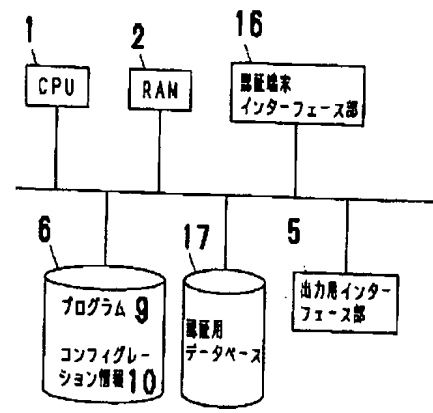 1
2
16
CPU
RAM
認証端末
インターフェース部
6
17
5
プログラム 9
コンフィグレー
ション情報 10
認証用
データベース
出力用インター
フェース部